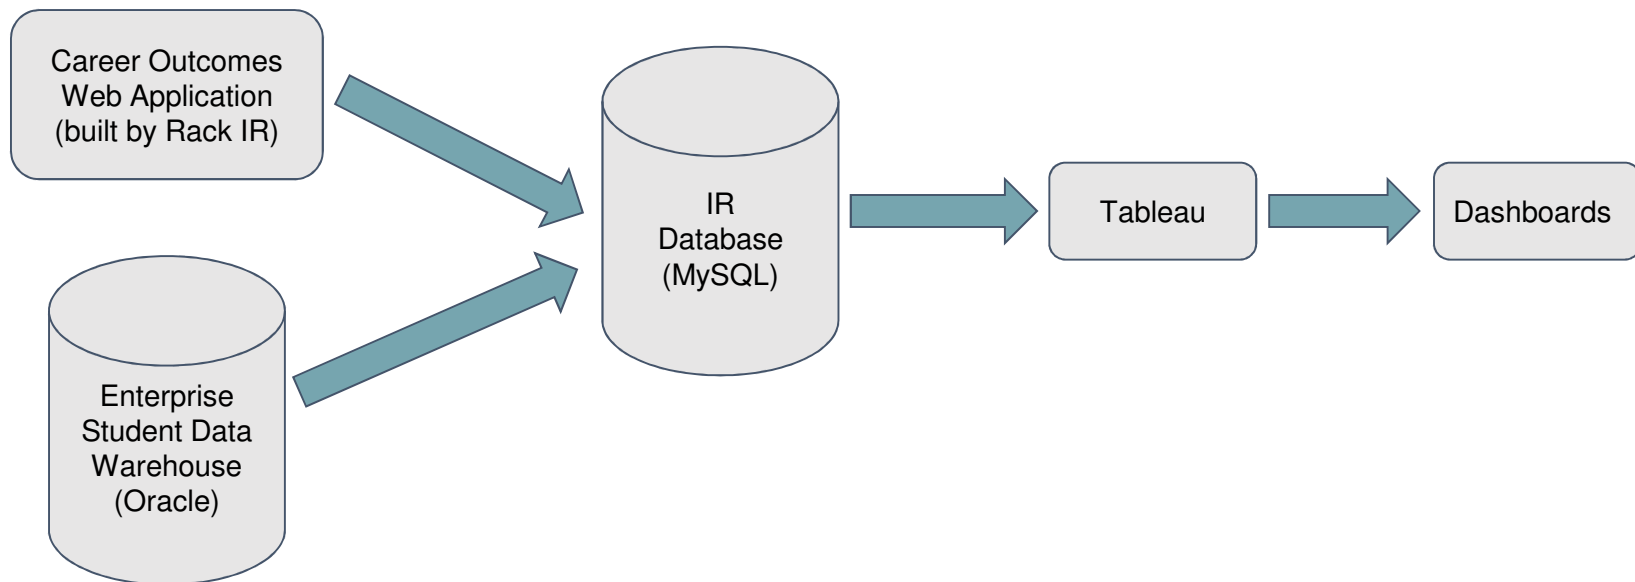 Career Outcomes
Web Application
(built by Rack IR)
Enterprise
Student Data
Warehouse
(Oracle)
IR
Database
(MySQL)
Tableau
Dashboards